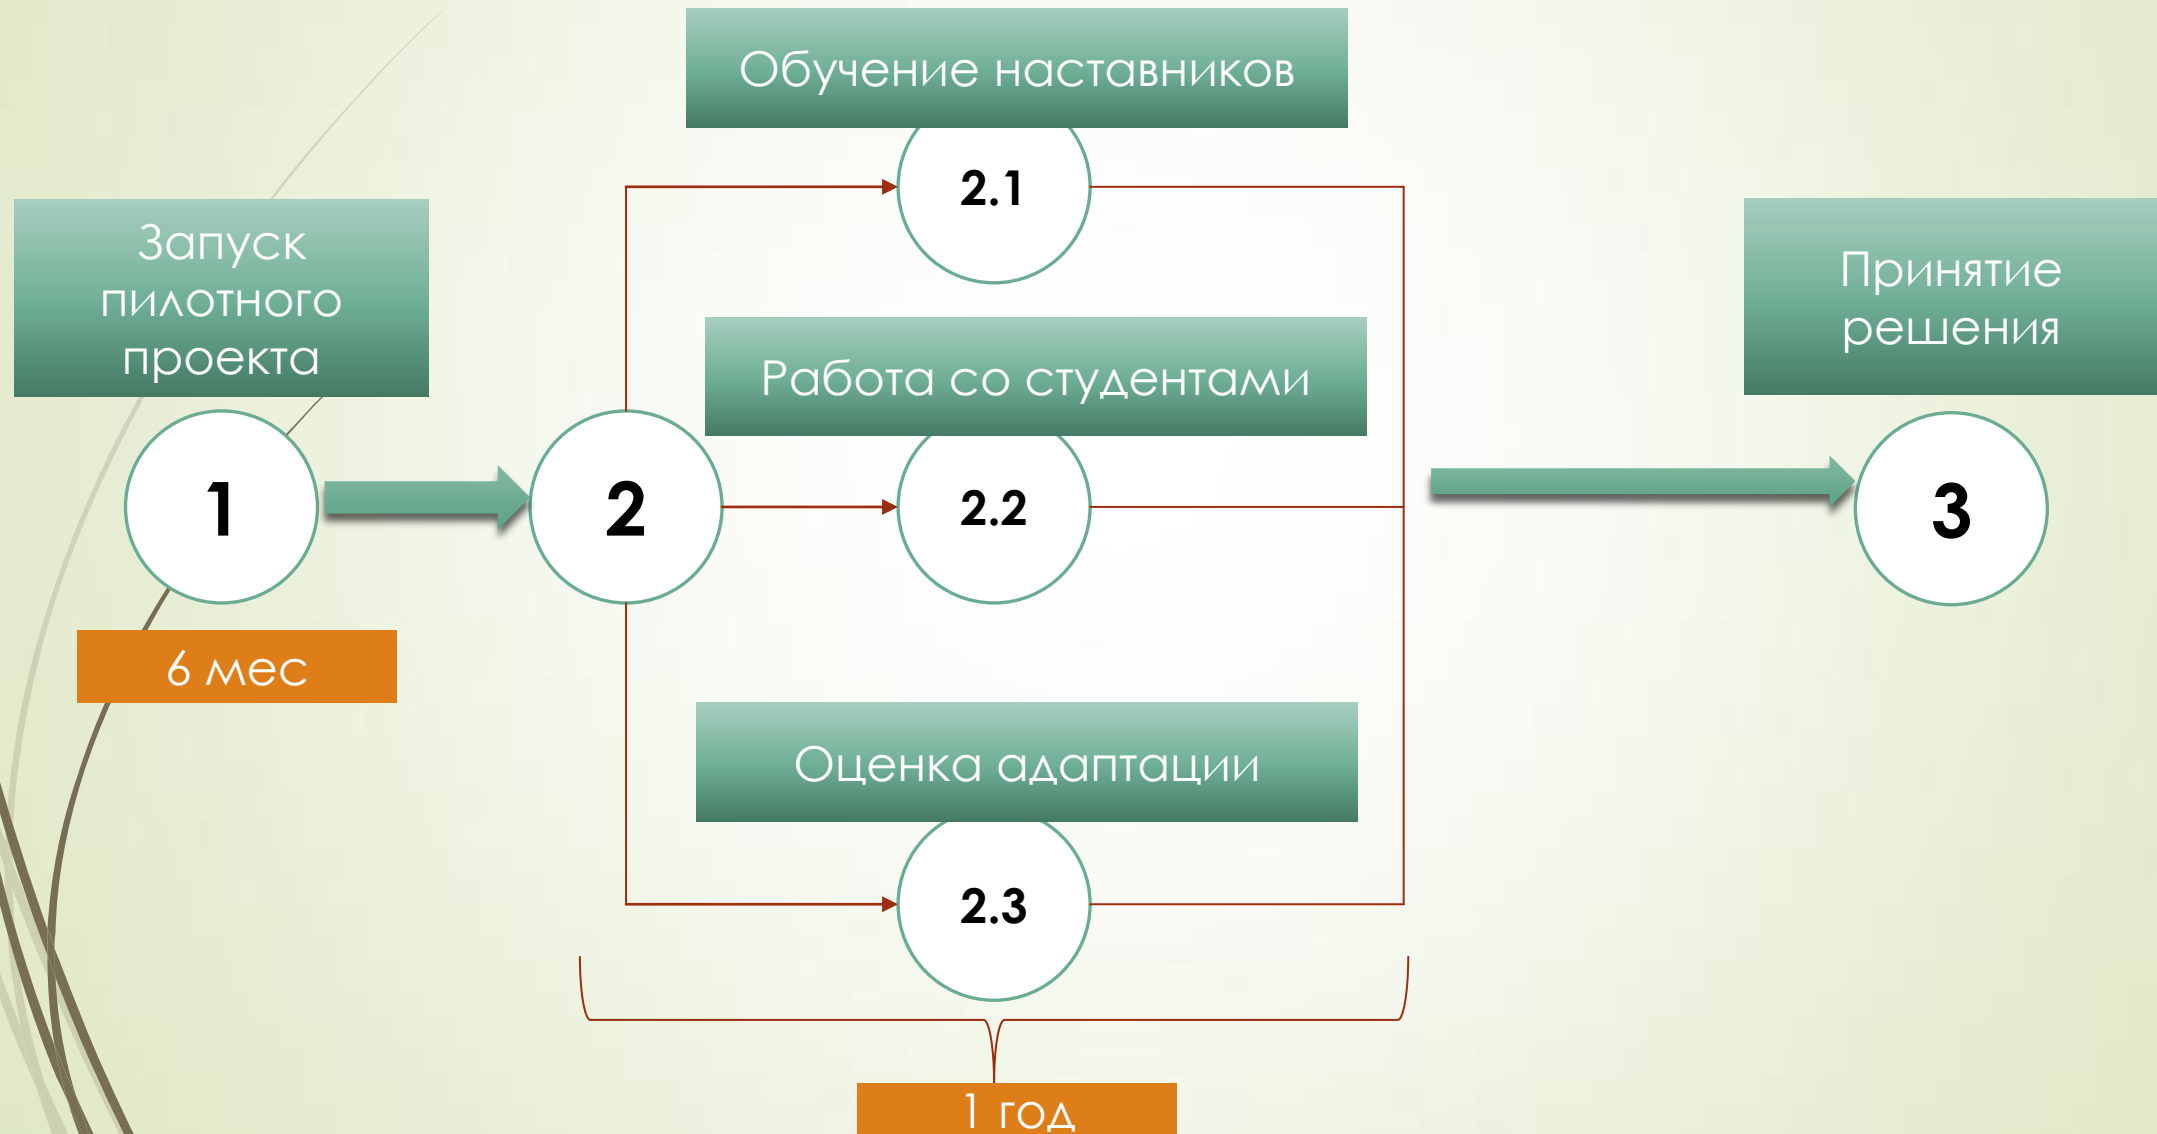 Обучение наставников
2.1
Запуск
пилотного
проекта
Принятие
решения
Работа со студентами
1
2
2.2
3
6 мес
Оценка адаптации
2.3
1 год